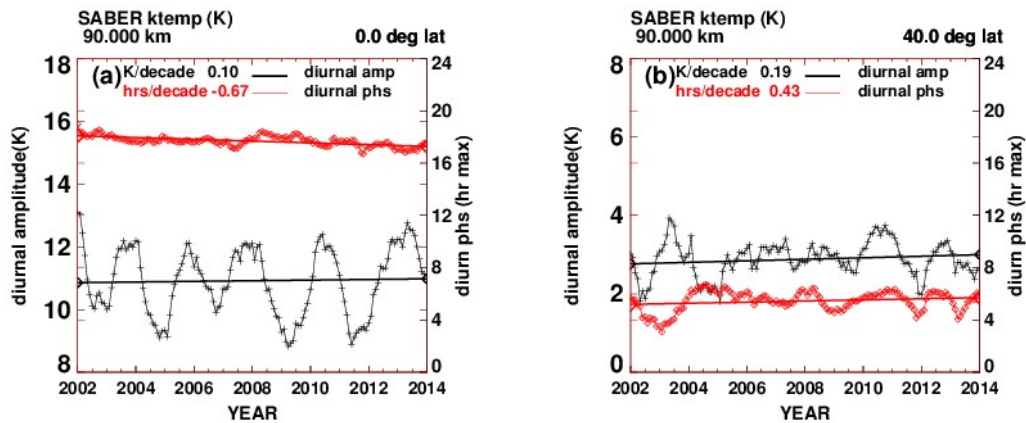 SABER ktemp (K)
90.000 km 0.0 deg lat
(a) K/decade 0.10 diurnal amp
hrs/decade -0.67 diurnal phs
diurnal amplitude(K)
18
16
14
12
11
10
8
24
20
16
12
8
4
0
diurn phs (hr max)
2002 2004 2006 2008 2010 2012 2014
YEAR
SABER ktemp (K)
90.000 km 40.0 deg lat
(b) K/decade 0.19 diurnal amp
hrs/decade 0.43 diurnal phs
diurnal amplitude(K)
8
6
4
3
2
0
24
20
16
12
8
4
0
diurn phs (hr max)
2002 2004 2006 2008 2010 2012 2014
YEAR